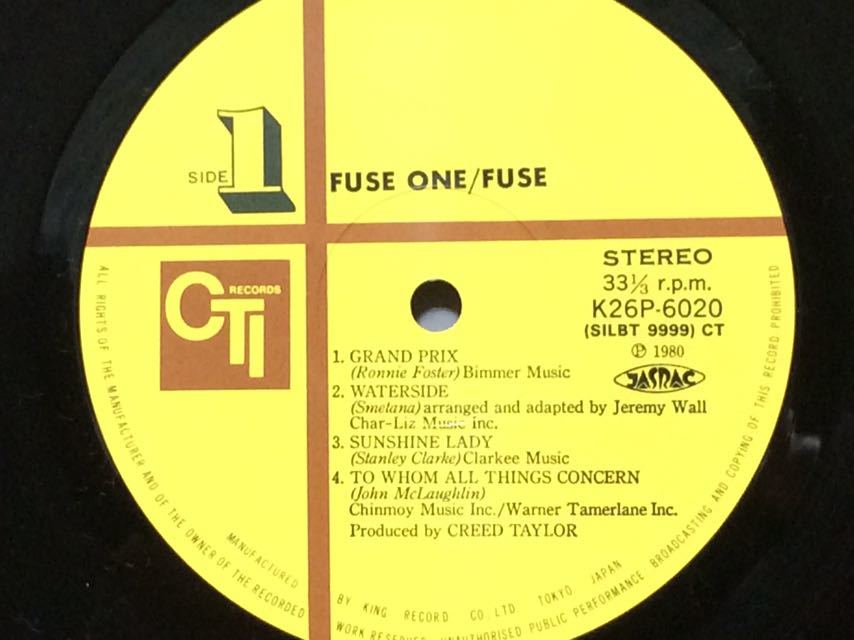 SIDE 1
FUSE ONE/FUSE
CTI RECORDS
STEREO
33⅓ r.p.m.
K26P-6020
(SILBT 9999) CT
Ⓟ 1980
JASRAC
1. GRAND PRIX
(Ronnie Foster) Bimmer Music
2. WATERSIDE
(Smetana) arranged and adapted by Jeremy Wall
Char-Liz Music Inc.
3. SUNSHINE LADY
(Stanley Clarke) Clarkee Music
4. TO WHOM ALL THINGS CONCERN
(John McLaughlin)
Chinmoy Music Inc./Warner Tamerlane Inc.
Produced by CREED TAYLOR
MANUFACTURED BY KING RECORD CO. LTD TOKYO JAPAN
ALL RIGHTS OF THE MANUFACTURER AND OF THE OWNER OF THE RECORDED WORK RESERVED UNAUTHORISED PUBLIC PERFORMANCE BROADCASTING AND COPYING OF THIS RECORD PROHIBITED